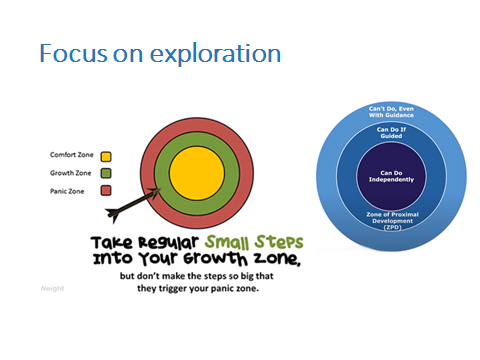 Focus on exploration
Comfort Zone
Growth Zone
Panic Zone
Take Regular Small Steps
Into Your Growth Zone,
but don't make the steps so big that
they trigger your panic zone.
Can't Do, Even
With Guidance
Can Do If
Guided
Can Do
Independently
Zone of Proximal
Development
(ZPD)